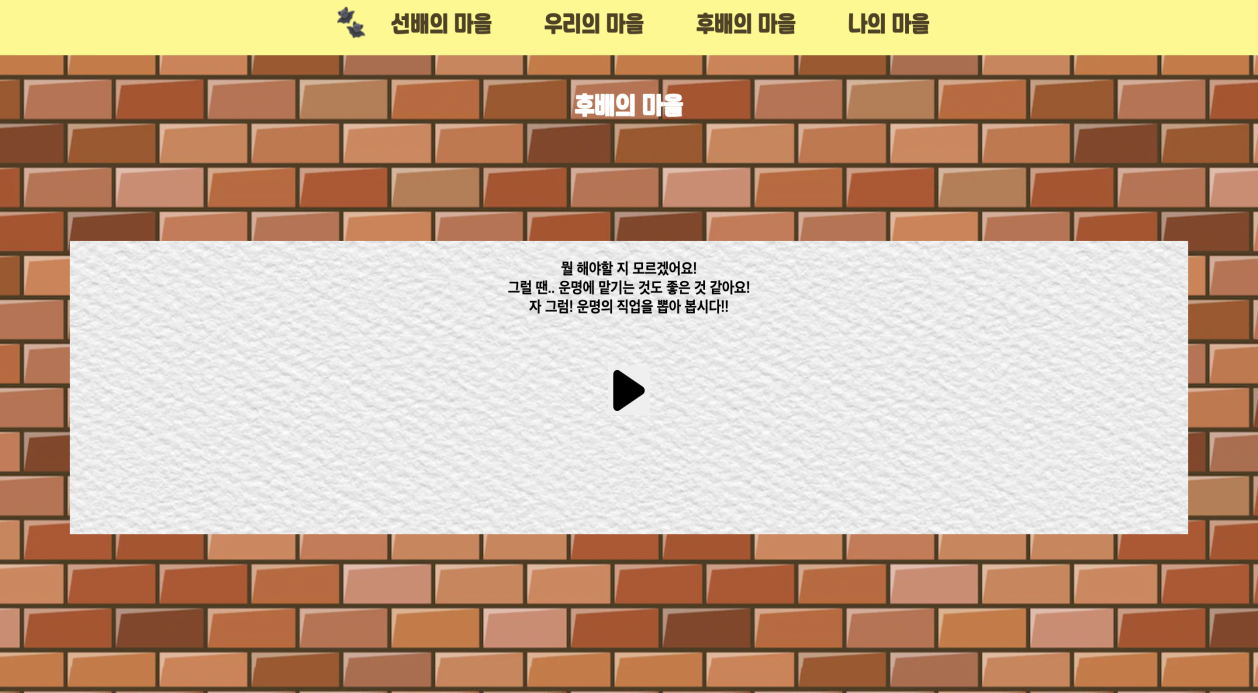 선배의 마을 우리의 마을 후배의 마을 나의 마을
후배의 마을
뭘 해야할 지 모르겠어요!
그럴 땐.. 운명에 맡기는 것도 좋은 것 같아요!
자 그럼! 운명의 직업을 뽑아 봅시다!!